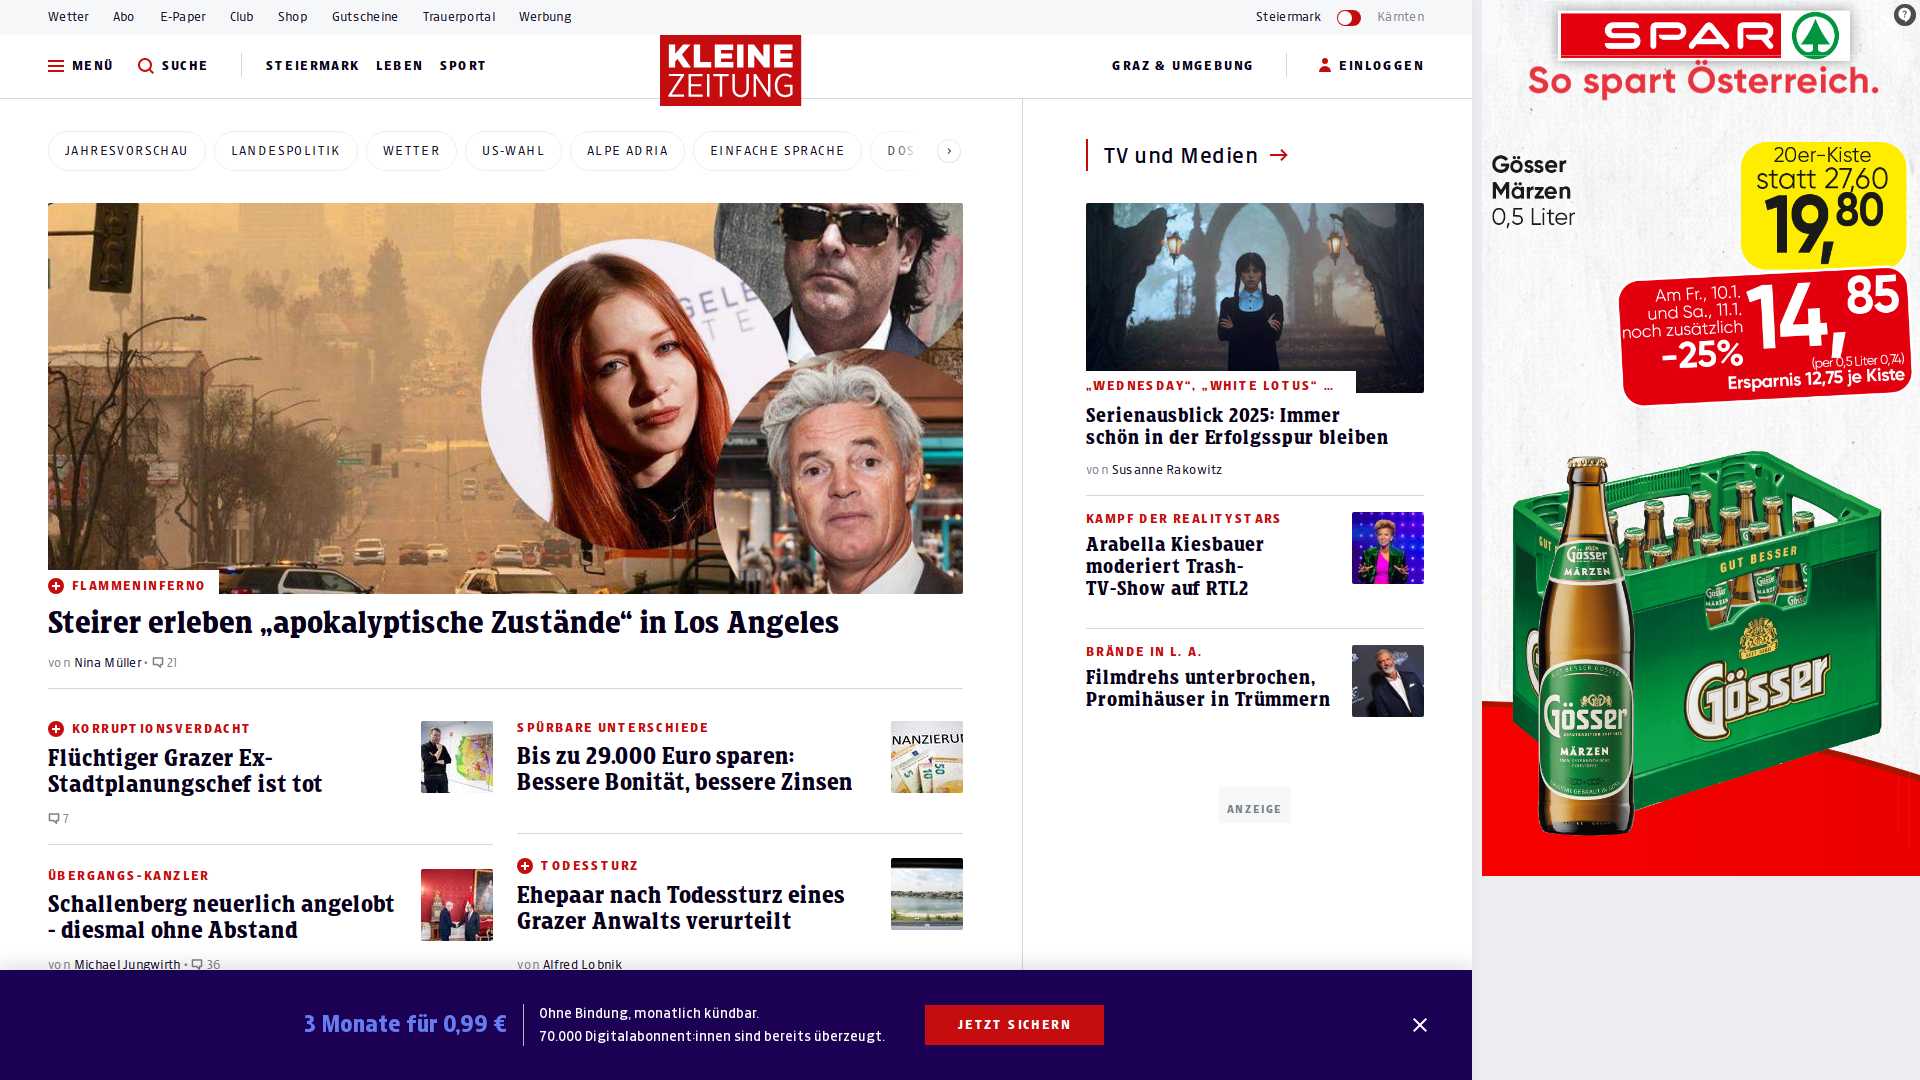 Wetter Abo E-Paper Club Shop Gutscheine Trauerportal Werbung
Steiermark Kärnten
MENÜ SUCHE STEIERMARK LEBEN SPORT
KLEINE
ZEITUNG
GRAZ & UMGEBUNG EINLOGGEN
JAHRESVORSCHAU LANDESPOLITIK WETTER US-WAHL ALPE ADRIA EINFACHE SPRACHE DOS
FLAMMENINFERNO
Steirer erleben „apokalyptische Zustände“ in Los Angeles
von Nina Müller • 21
KORRUPTIONSVERDACHT
Flüchtiger Grazer Ex-
Stadtplanungschef ist tot
7
ÜBERGANGS-KANZLER
Schallenberg neuerlich angelobt
- diesmal ohne Abstand
von Michael Jungwirth • 36
SPÜRBARE UNTERSCHIEDE
Bis zu 29.000 Euro sparen:
Bessere Bonität, bessere Zinsen
TODESSTURZ
Ehepaar nach Todessturz eines
Grazer Anwalts verurteilt
von Alfred Lobnik
TV und Medien
„WEDNESDAY“, „WHITE LOTUS“ …
Serienausblick 2025: Immer
schön in der Erfolgsspur bleiben
von Susanne Rakowitz
KAMPF DER REALITYSTARS
Arabella Kiesbauer
moderiert Trash-
TV-Show auf RTL2
BRÄNDE IN L. A.
Filmdrehs unterbrochen,
Promihäuser in Trümmern
ANZEIGE
3 Monate für 0,99 €
Ohne Bindung, monatlich kündbar.
70.000 Digitalabonnent:innen sind bereits überzeugt.
JETZT SICHERN
SPAR
So spart Österreich.
Gösser
Märzen
0,5 Liter
20er-Kiste
statt 27,60
19,80
Am Fr., 10.1.
und Sa., 11.1.
noch zusätzlich
-25%
14,85
(per 0,5 Liter 0,74)
Ersparnis 12,75 je Kiste
GUT BESSER
Gösser
MÄRZEN
Gösser
Gösser
MÄRZEN